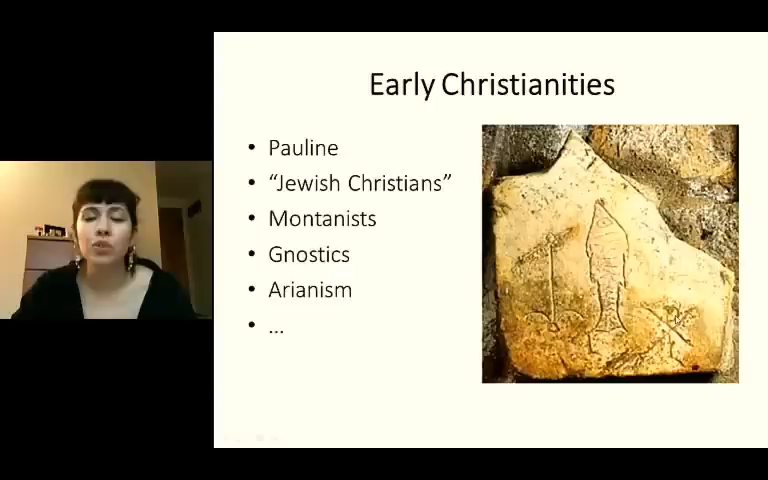 Early Christianities
• Pauline
• “Jewish Christians”
• Montanists
• Gnostics
• Arianism
• ...